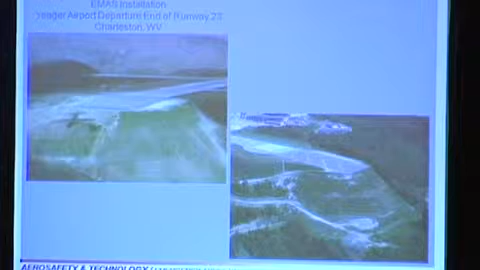 EMAS Installation
Yeager Airport Departure End of Runway 23
Charleston, WV
AEROSAFETY & TECHNOLOGY